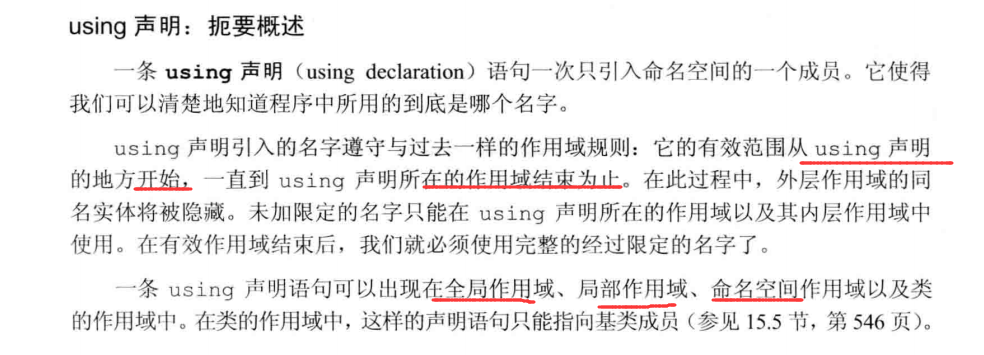 using 声明：扼要概述
一条 using 声明（using declaration）语句一次只引入命名空间的一个成员。它使得
我们可以清楚地知道程序中所用的到底是哪个名字。
using 声明引入的名字遵守与过去一样的作用域规则：它的有效范围从 using 声明
的地方开始，一直到 using 声明所在的作用域结束为止。在此过程中，外层作用域的同
名实体将被隐藏。未加限定的名字只能在 using 声明所在的作用域以及其内层作用域中
使用。在有效作用域结束后，我们就必须使用完整的经过限定的名字了。
一条 using 声明语句可以出现在全局作用域、局部作用域、命名空间作用域以及类
的作用域中。在类的作用域中，这样的声明语句只能指向基类成员（参见 15.5 节，第 546 页）。